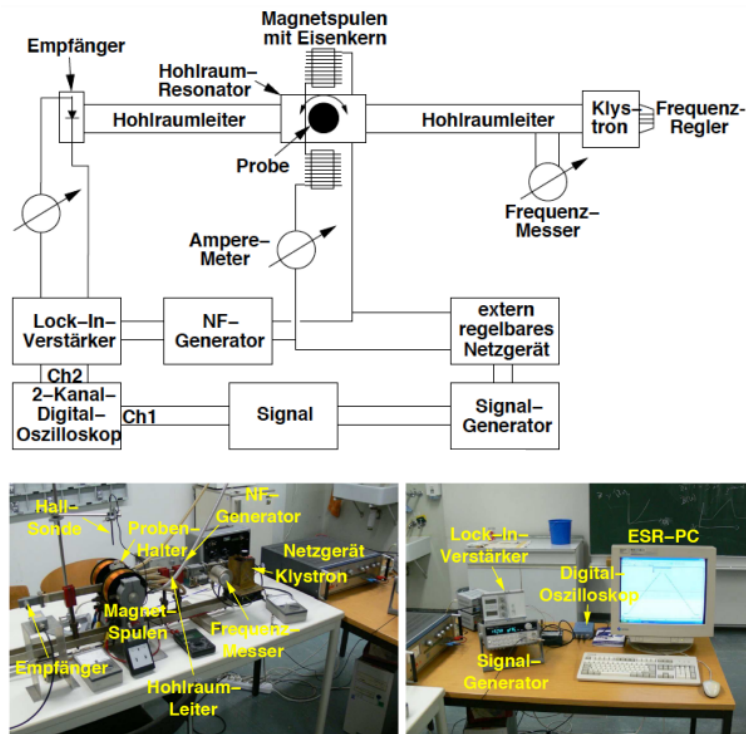 Magnetspulen
mit Eisenkern
Empfänger
Hohlraum–
Resonator
Hohlraumleiter
Hohlraumleiter
Klys–
tron
Frequenz–
Regler
Probe
Frequenz–
Messer
Ampere–
Meter
Lock–In–
Verstärker
NF–
Generator
extern
regelbares
Netzgerät
Ch2
2–Kanal–
Digital–
Oszilloskop
Ch1
Signal
Signal–
Generator
Hall–
Sonde
Proben–
Halter
NF–
Generator
Netzgerät
Klystron
Magnet–
Spulen
Frequenz–
Messer
Empfänger
Hohlraum–
Leiter
Lock–In–
Verstärker
ESR–PC
Digital–
Oszilloskop
Signal–
Generator